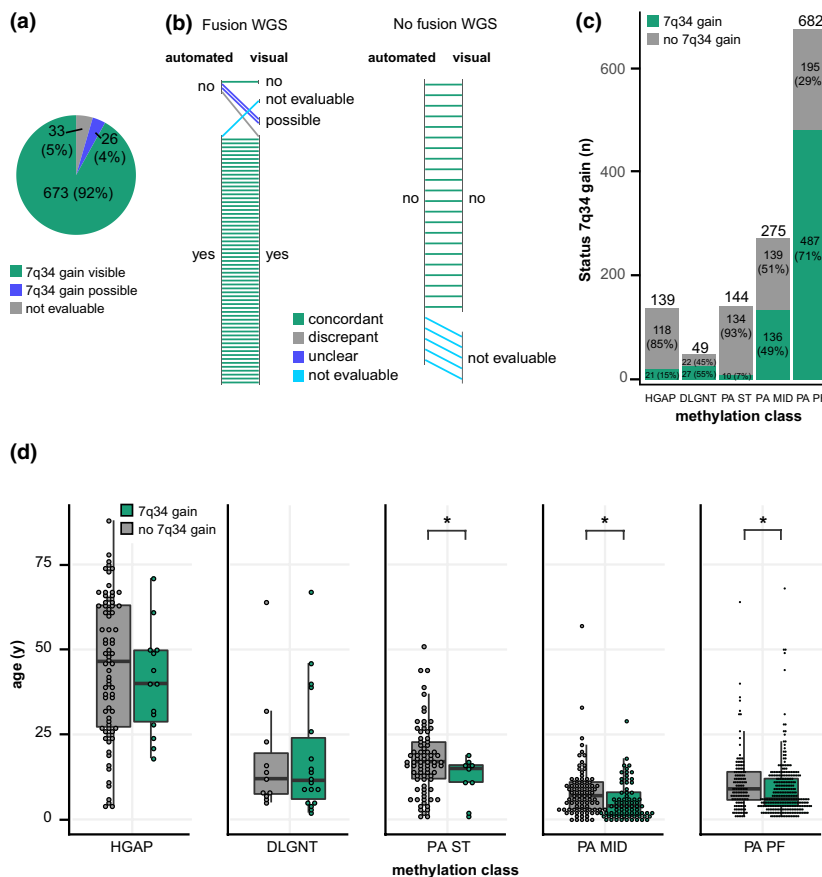 (a)
33
(5%)
26
(4%)
673 (92%)
7q34 gain visible
7q34 gain possible
not evaluable
(b)
Fusion WGS
No fusion WGS
automated visual
automated visual
no
no
not evaluable
possible
yes
yes
no
no
not evaluable
concordant
discrepant
unclear
not evaluable
(c)
7q34 gain
no 7q34 gain
Status 7q34 gain (n)
600
400
200
0
139
118
(85%)
21 (15%)
49
22 (45%)
27 (55%)
144
134
(93%)
10 (7%)
275
139
(51%)
136
(49%)
682
195
(29%)
487
(71%)
HGAP DLGNT PA ST PA MID PA PF
methylation class
(d)
7q34 gain
no 7q34 gain
age (y)
75
50
25
0
*
*
*
HGAP DLGNT PA ST PA MID PA PF
methylation class